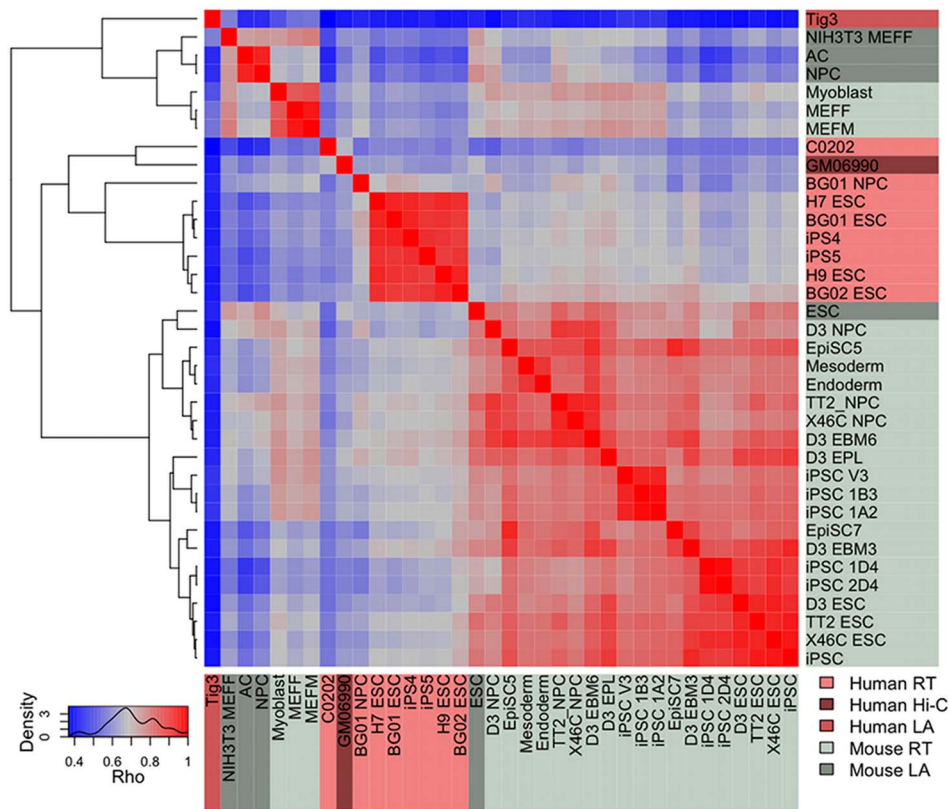 Tig3
NIH3T3 MEFF
AC
NPC
Myoblast
MEFF
MEFM
C0202
GM06990
BG01 NPC
H7 ESC
BG01 ESC
iPS4
iPS5
H9 ESC
BG02 ESC
ESC
D3 NPC
EpiSC5
Mesoderm
Endoderm
TT2_NPC
X46C NPC
D3 EBM6
D3 EPL
iPSC V3
iPSC 1B3
iPSC 1A2
EpiSC7
D3 EBM3
iPSC 1D4
iPSC 2D4
D3 ESC
TT2 ESC
X46C ESC
iPSC
Tig3
NIH3T3 MEFF
AC
NPC
Myoblast
MEFF
MEFM
C0202
GM06990
BG01 NPC
H7 ESC
BG01 ESC
iPS4
iPS5
H9 ESC
BG02 ESC
ESC
D3 NPC
EpiSC5
Mesoderm
Endoderm
TT2_NPC
X46C NPC
D3 EBM6
D3 EPL
iPSC V3
iPSC 1B3
iPSC 1A2
EpiSC7
D3 EBM3
iPSC 1D4
iPSC 2D4
D3 ESC
TT2 ESC
X46C ESC
iPSC
Density
0 3
0.4 0.6 0.8 1
Rho
Human RT
Human Hi-C
Human LA
Mouse RT
Mouse LA